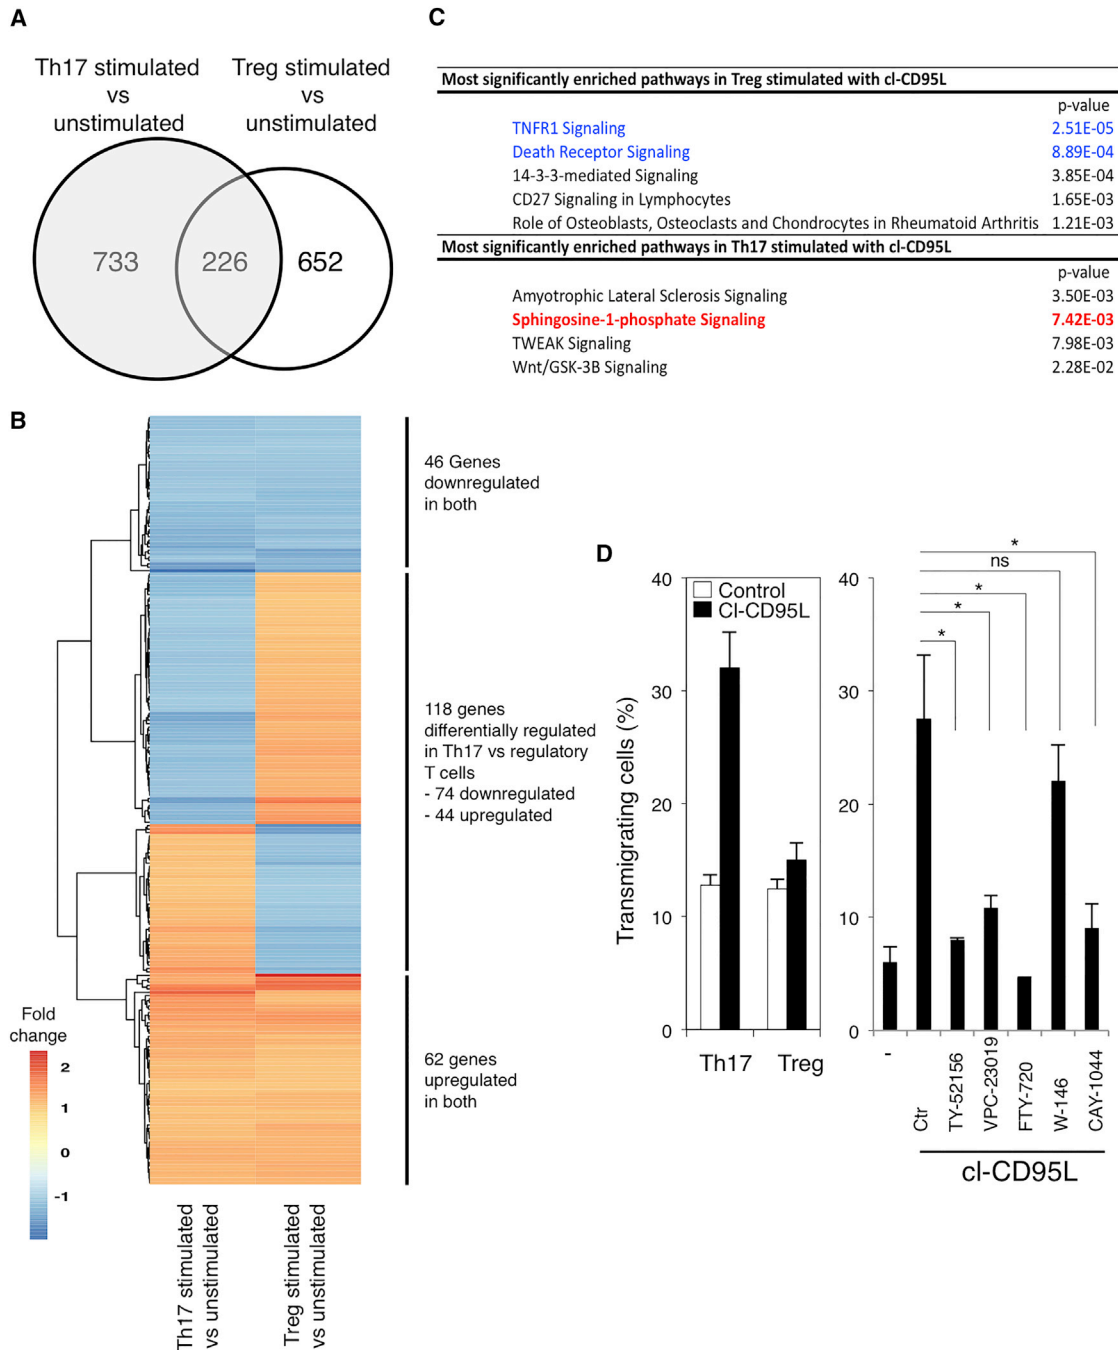 A
Th17 stimulated
vs
unstimulated
Treg stimulated
vs
unstimulated
733
226
652
C
Most significantly enriched pathways in Treg stimulated with cl-CD95L
p-value
TNFR1 Signaling 2.51E-05
Death Receptor Signaling 8.89E-04
14-3-3-mediated Signaling 3.85E-04
CD27 Signaling in Lymphocytes 1.65E-03
Role of Osteoblasts, Osteoclasts and Chondrocytes in Rheumatoid Arthritis 1.21E-03
Most significantly enriched pathways in Th17 stimulated with cl-CD95L
p-value
Amyotrophic Lateral Sclerosis Signaling 3.50E-03
Sphingosine-1-phosphate Signaling 7.42E-03
TWEAK Signaling 7.98E-03
Wnt/GSK-3B Signaling 2.28E-02
B
46 Genes
downregulated
in both
118 genes
differentially regulated
in Th17 vs regulatory
T cells
- 74 downregulated
- 44 upregulated
62 genes
upregulated
in both
Fold
change
2
1
0
-1
Th17 stimulated
vs unstimulated
Treg stimulated
vs unstimulated
D
Transmigrating cells (%)
40
30
20
10
0
Control
Cl-CD95L
Th17
Treg
40
30
20
10
0
*
ns
*
*
*
-
Ctr
TY-52156
VPC-23019
FTY-720
W-146
CAY-1044
cl-CD95L